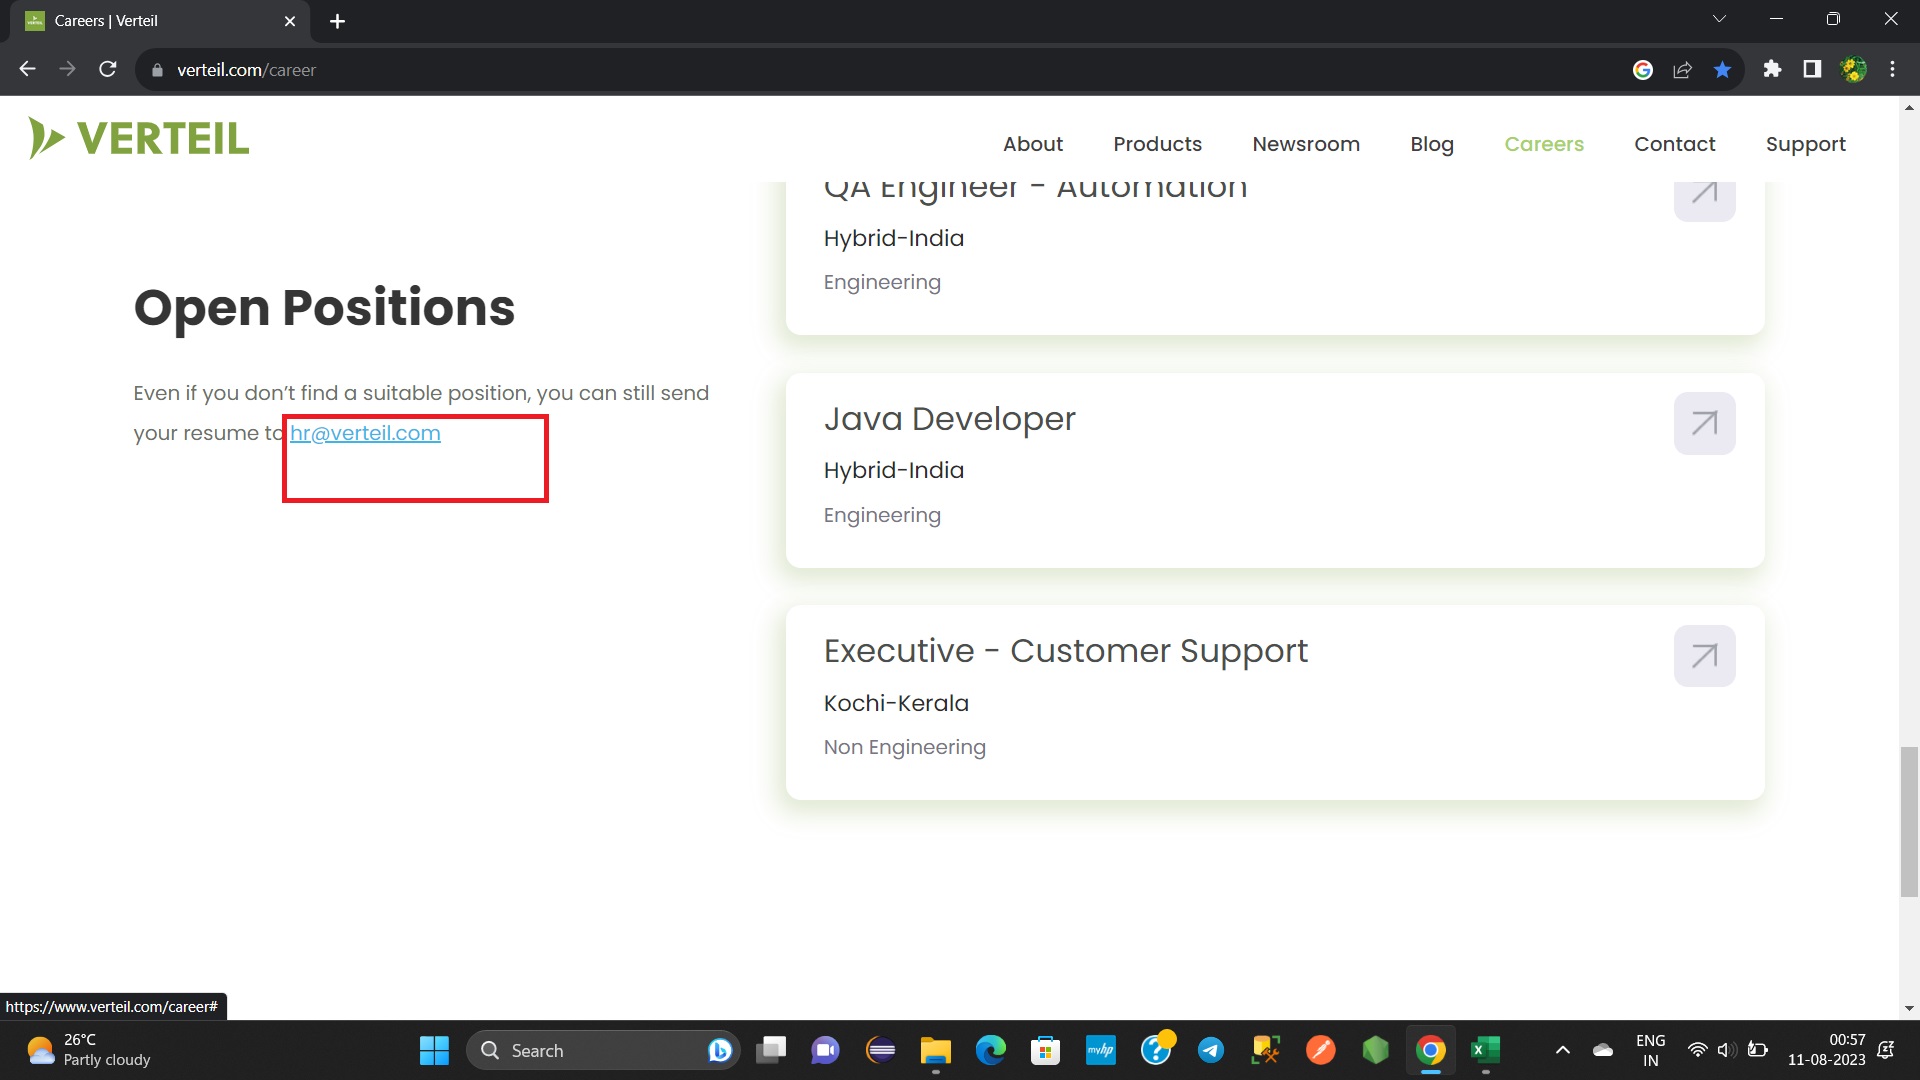 Careers | Verteil
verteil.com/career
VERTEIL
About Products Newsroom Blog Careers Contact Support
QA Engineer - Automation
Hybrid-India
Engineering
Open Positions
Even if you don't find a suitable position, you can still send
your resume to hr@verteil.com
Java Developer
Hybrid-India
Engineering
Executive - Customer Support
Kochi-Kerala
Non Engineering
https://www.verteil.com/career#
26°C
Partly cloudy
Search
myhp
ENG
IN
00:57
11-08-2023